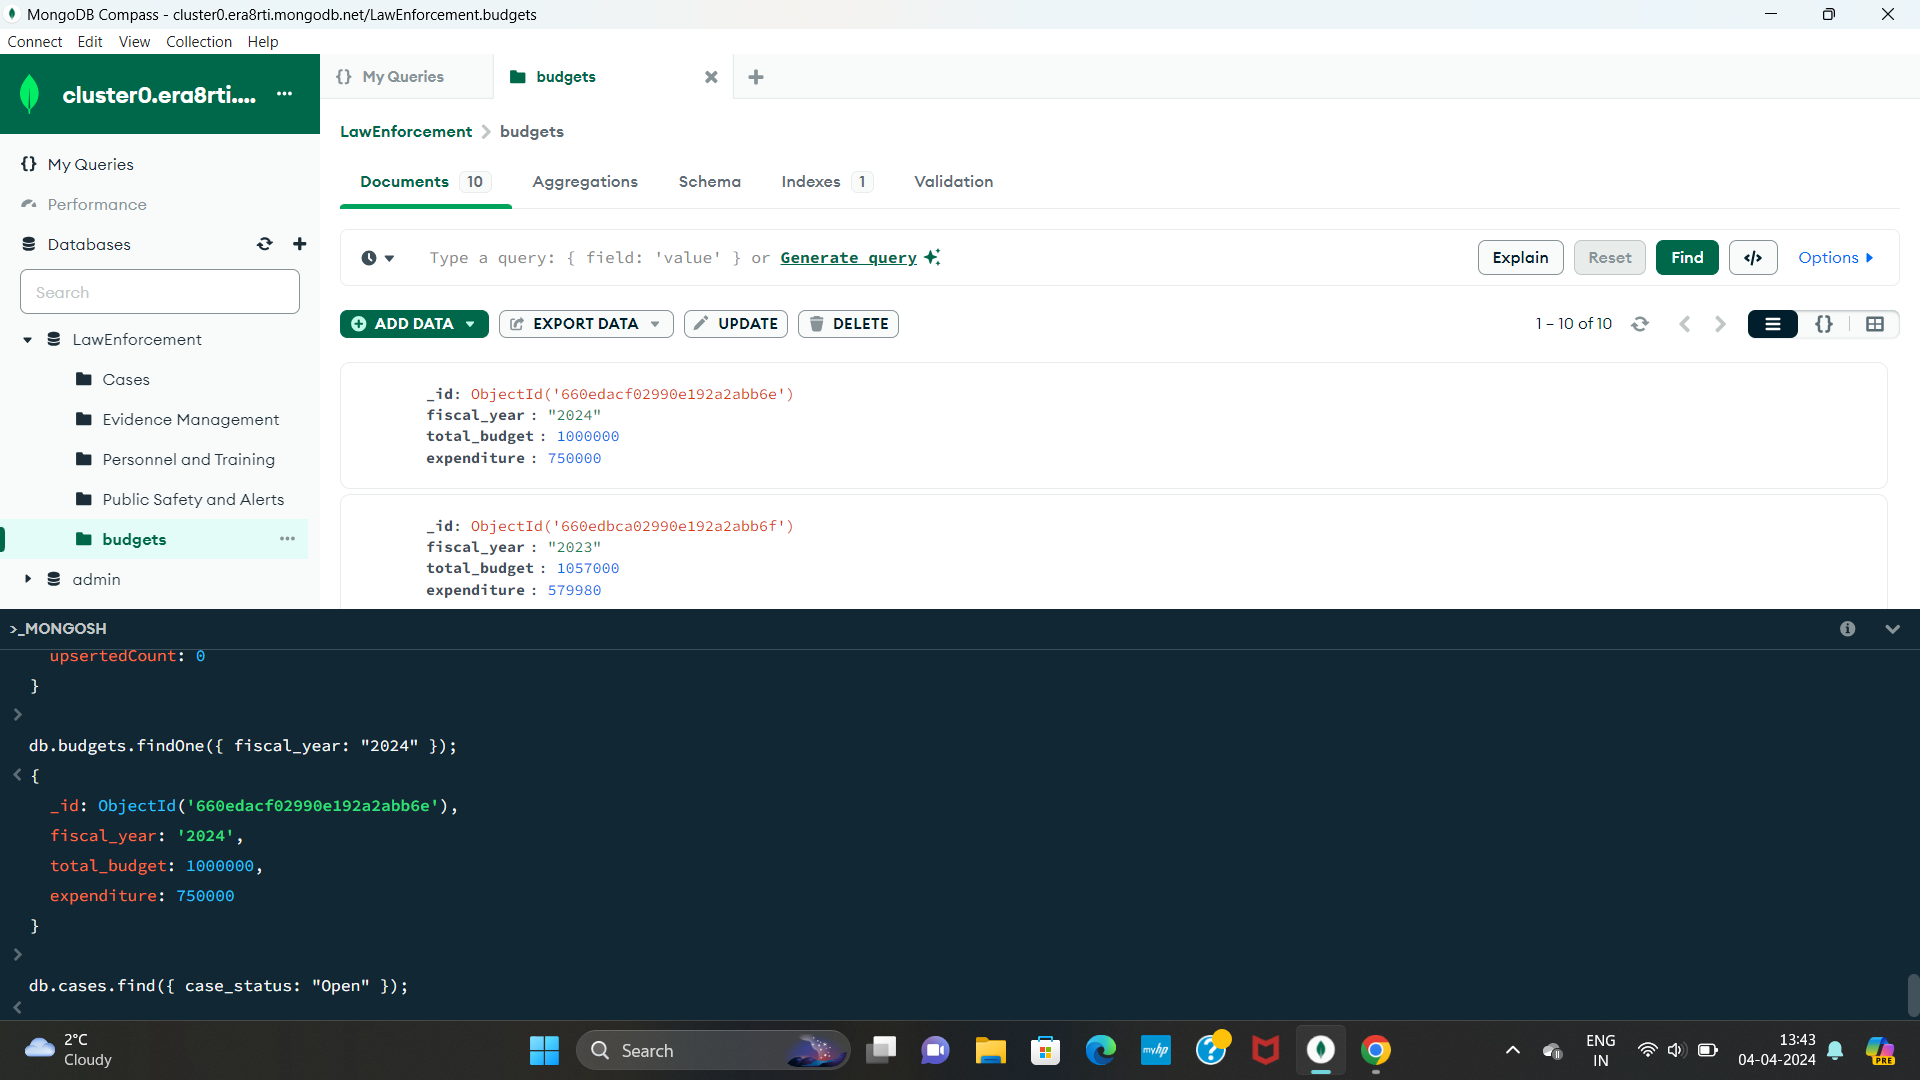 MongoDB Compass - cluster0.era8rti.mongodb.net/LawEnforcement.budgets
Connect Edit View Collection Help
cluster0.era8rti.... ···
{} My Queries
budgets
{} My Queries
Performance
Databases
Search
LawEnforcement
Cases
Evidence Management
Personnel and Training
Public Safety and Alerts
budgets ···
admin
LawEnforcement > budgets
Documents 10 Aggregations Schema Indexes 1 Validation
Type a query: { field: 'value' } or Generate query
Explain Reset Find </> Options
ADD DATA EXPORT DATA UPDATE DELETE
1 – 10 of 10 {}
_id: ObjectId('660edacf02990e192a2abb6e')
fiscal_year : "2024"
total_budget : 1000000
expenditure : 750000
_id: ObjectId('660edbca02990e192a2abb6f')
fiscal_year : "2023"
total_budget : 1057000
expenditure : 579980
>_MONGOSH
upsertedCount: 0
}
>
db.budgets.findOne({ fiscal_year: "2024" });
< {
_id: ObjectId('660edacf02990e192a2abb6e'),
fiscal_year: '2024',
total_budget: 1000000,
expenditure: 750000
}
>
db.cases.find({ case_status: "Open" });
<
2°C
Cloudy
Search
myhp
PRE
ENG
IN
13:43
04-04-2024